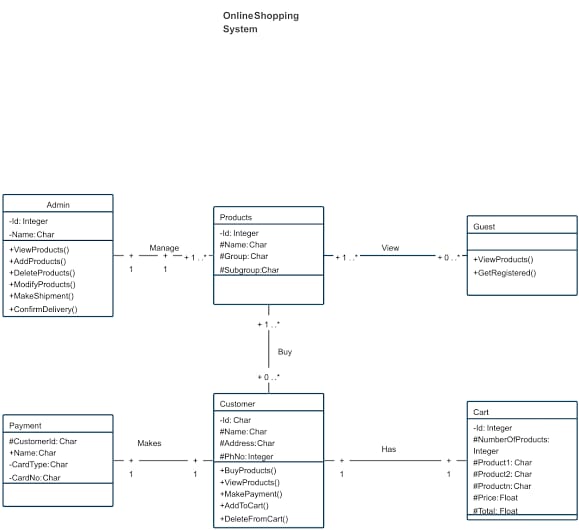 OnlineShopping
System
Admin
-Id: Integer
-Name:Char
+ViewProducts()
+AddProducts()
+DeleteProducts()
+ModifyProducts()
+MakeShipment()
+ConfirmDelivery()
Manage
+ + +1..*
1 1
Products
-Id: Integer
#Name:Char
#Group:Char
#Subgroup:Char
View
+1..* +0..*
Guest
+ViewProducts()
+GetRegistered()
+1..*
Buy
+0..*
Payment
#CustomerId: Char
+Name:Char
-CardType:Char
-CardNo:Char
Makes
+ +
1 1
Customer
-Id: Char
#Name:Char
#Address:Char
#PhNo:Integer
+BuyProducts()
+ViewProducts()
+MakePayment()
+AddToCart()
+DeleteFromCart()
Has
+ +
1 1
Cart
-Id: Integer
#NumberOfProducts:
Integer
#Product1: Char
#Product2: Char
#Productn: Char
#Price:Float
#Total: Float